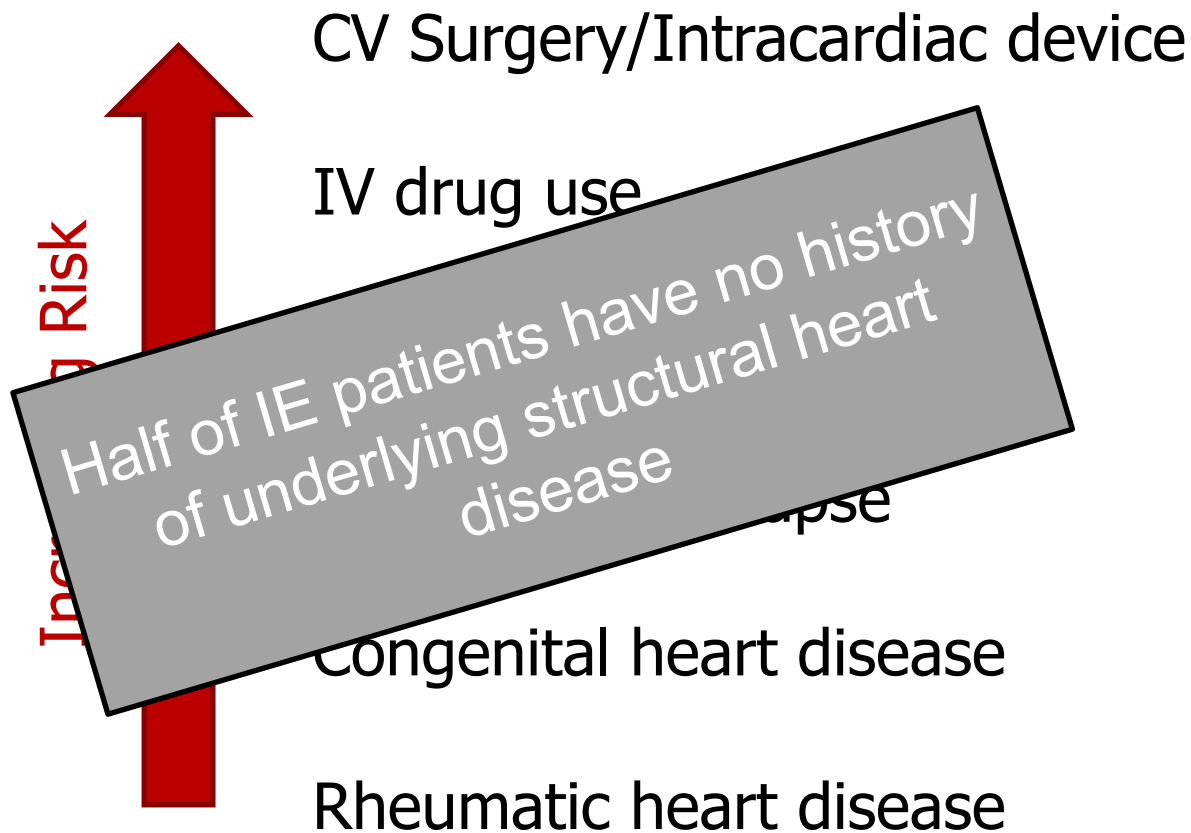 CV Surgery/Intracardiac device
IV drug use
Risk
Half of IE patients have no history
of underlying structural heart
disease
Congenital heart disease
Rheumatic heart disease